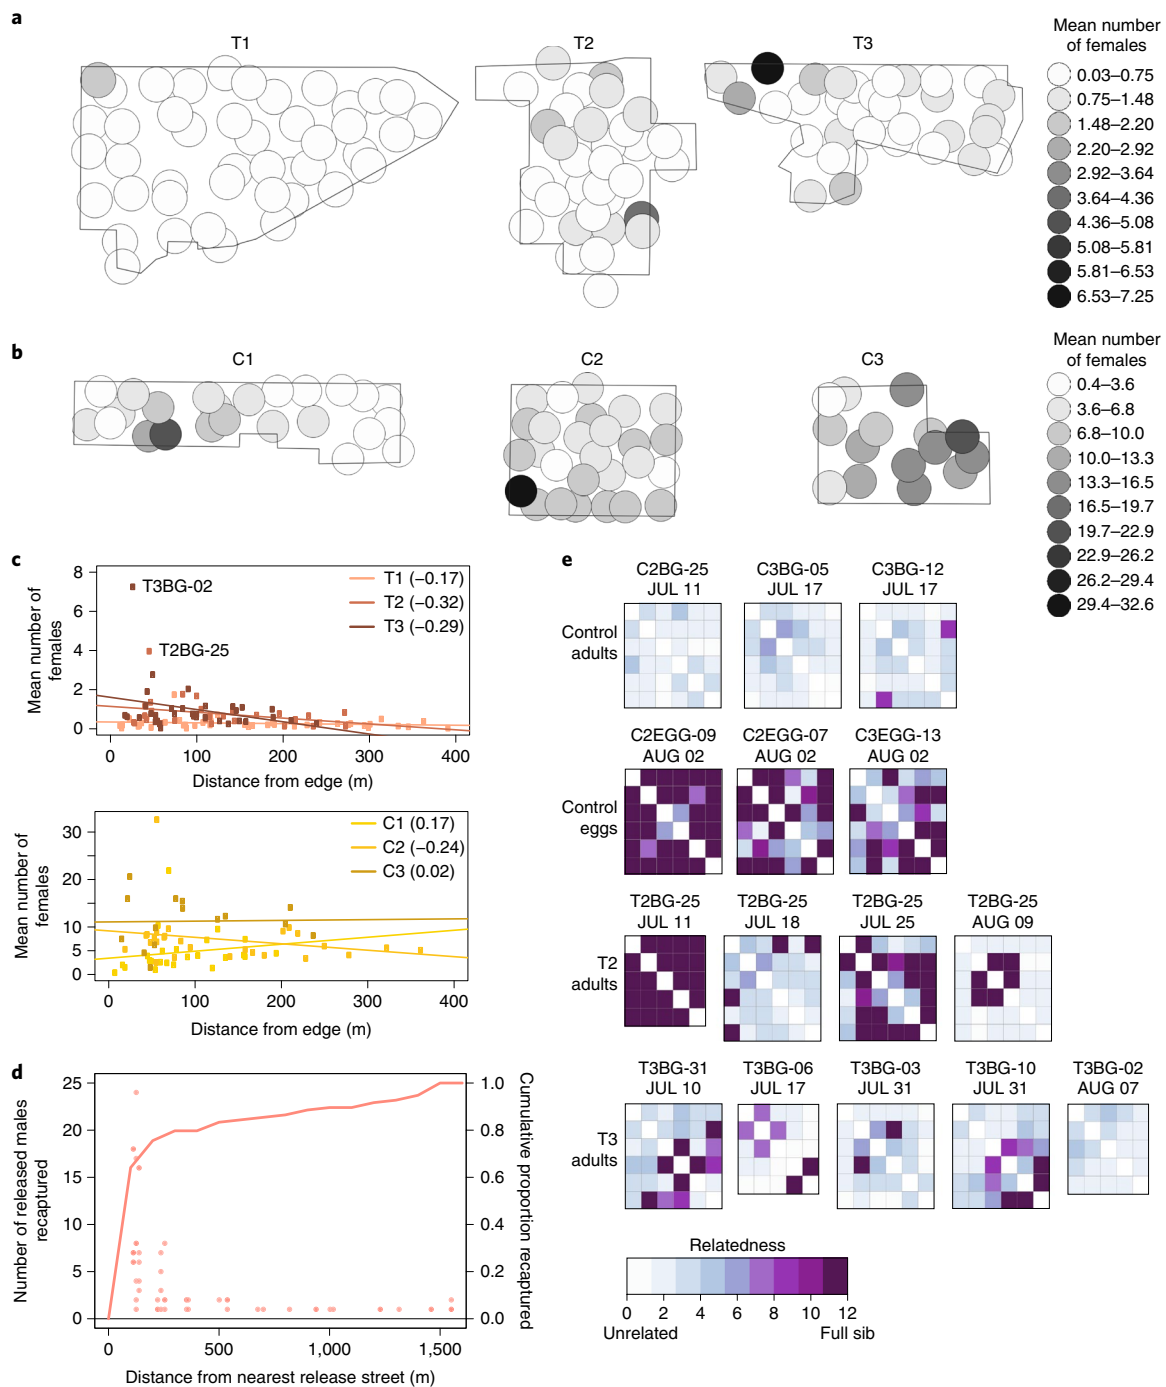 a
T1
T2
T3
Mean number
of females
0.03–0.75
0.75–1.48
1.48–2.20
2.20–2.92
2.92–3.64
3.64–4.36
4.36–5.08
5.08–5.81
5.81–6.53
6.53–7.25
b
C1
C2
C3
Mean number
of females
0.4–3.6
3.6–6.8
6.8–10.0
10.0–13.3
13.3–16.5
16.5–19.7
19.7–22.9
22.9–26.2
26.2–29.4
29.4–32.6
c
Mean number of
females
8
6
4
2
0
T3BG-02
T2BG-25
T1 (−0.17)
T2 (−0.32)
T3 (−0.29)
0 100 200 300 400
Distance from edge (m)
Mean number of
females
30
20
10
5
0
C1 (0.17)
C2 (−0.24)
C3 (0.02)
0 100 200 300 400
Distance from edge (m)
d
Number of released males
recaptured
25
20
15
10
5
0
1.0
0.8
0.6
0.4
0.2
0.0
Cumulative proportion recaptured
0 500 1,000 1,500
Distance from nearest release street (m)
e
C2BG-25
JUL 11
C3BG-05
JUL 17
C3BG-12
JUL 17
Control
adults
C2EGG-09
AUG 02
C2EGG-07
AUG 02
C3EGG-13
AUG 02
Control
eggs
T2BG-25
JUL 11
T2BG-25
JUL 18
T2BG-25
JUL 25
T2BG-25
AUG 09
T2
adults
T3BG-31
JUL 10
T3BG-06
JUL 17
T3BG-03
JUL 31
T3BG-10
JUL 31
T3BG-02
AUG 07
T3
adults
Relatedness
0 2 4 6 8 10 12
Unrelated Full sib